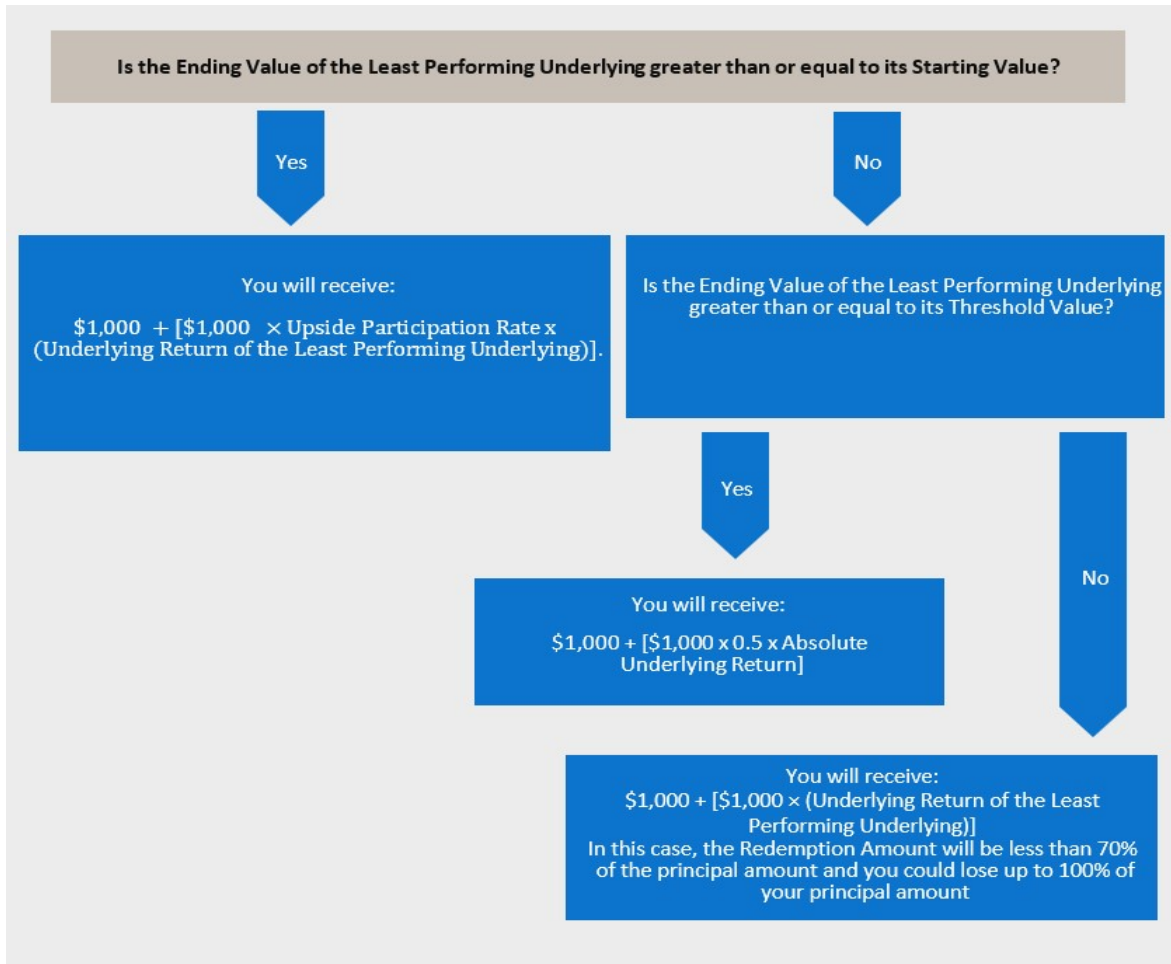 Is the Ending Value of the Least Performing Underlying greater than or equal to its Starting Value?
Yes
No
You will receive:
$1,000 + [$1,000 × Upside Participation Rate x
(Underlying Return of the Least Performing Underlying)].
Is the Ending Value of the Least Performing Underlying
greater than or equal to its Threshold Value?
Yes
No
You will receive:
$1,000 + [$1,000 x 0.5 x Absolute
Underlying Return]
You will receive:
$1,000 + [$1,000 × (Underlying Return of the Least
Performing Underlying)]
In this case, the Redemption Amount will be less than 70%
of the principal amount and you could lose up to 100% of
your principal amount